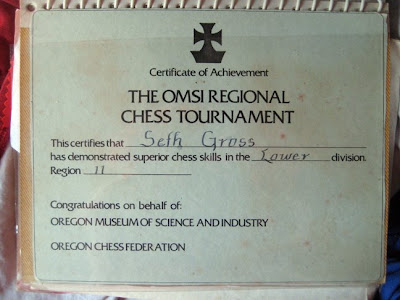 Certificate of Achievement
THE OMSI REGIONAL
CHESS TOURNAMENT
This certifies that Seth Gross
has demonstrated superior chess skills in the Lower division.
Region 11
Congratulations on behalf of:
OREGON MUSEUM OF SCIENCE AND INDUSTRY
OREGON CHESS FEDERATION